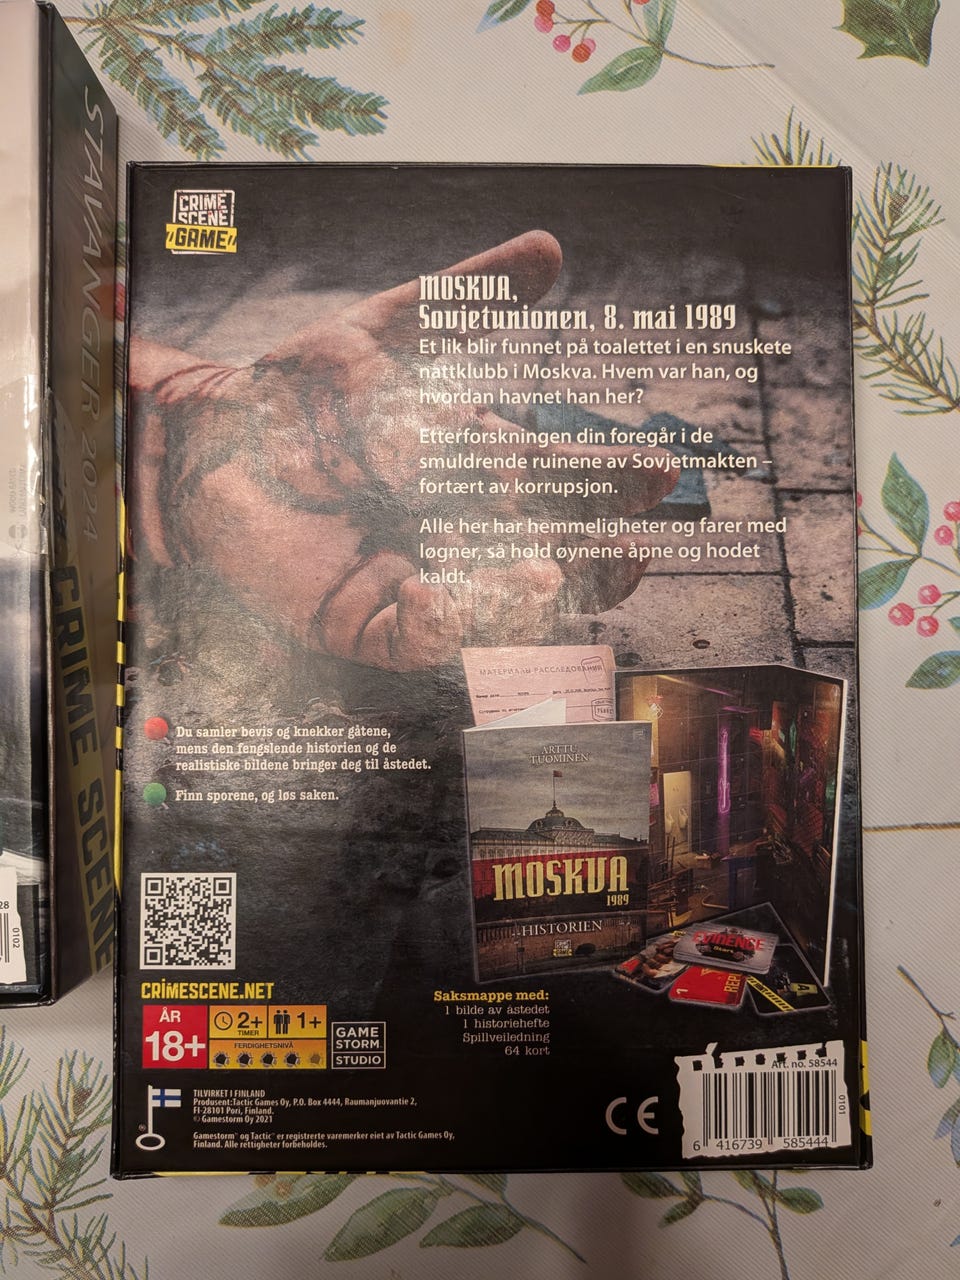 STAVANGER 2024
CRIME SCENE
28
0102
CRIME
SCENE
"GAME"
MOSKVA,
Sovjetunionen, 8. mai 1989
Et lik blir funnet på toalettet i en snuskete
nattklubb i Moskva. Hvem var han, og
hvordan havnet han her?
Etterforskningen din foregår i de
smuldrende ruinene av Sovjetmakten –
fortært av korrupsjon.
Alle her har hemmeligheter og farer med
løgner, så hold øynene åpne og hodet
kaldt.
МАТЕРИАЛЫ РАССЛЕДОВАНИЯ
ARTTU
TUOMINEN
MOSKVA
1989
HISTORIEN
EVIDENCE
Start
Du samler bevis og knekker gåtene,
mens den fengslende historien og de
realistiske bildene bringer deg til åstedet.
Finn sporene, og løs saken.
CRIMESCENE.NET
ÅR
18+
2+
TIMER
1+
FERDIGHETSNIVÅ
GAME
STORM
STUDIO
Saksmappe med:
1 bilde av åstedet
1 historiehefte
Spillveiledning
64 kort
TILVIRKET I FINLAND
Produsent:Tactic Games Oy, P.O. Box 4444, Raumanjuovantie 2,
FI-28101 Pori, Finland.
© Gamestorm Oy 2021
Gamestorm™ og Tactic® er registrerte varemerker eiet av Tactic Games Oy,
Finland. Alle rettigheter forbeholdes.
CE
Art. no. 58544
0101
6 416739 585444